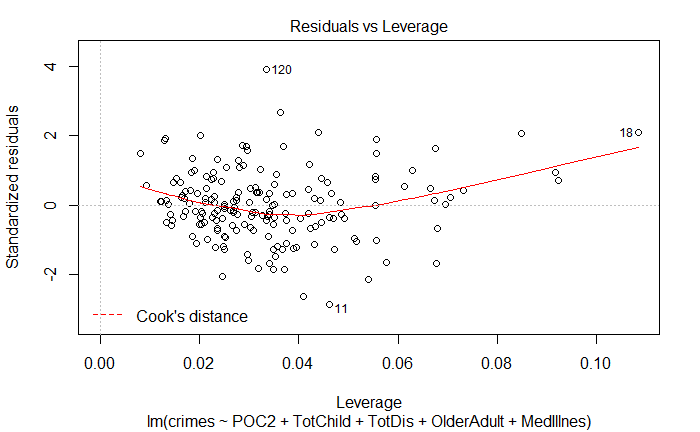 Residuals vs Leverage
Standardized residuals
4
2
0
-2
120
18
11
Cook's distance
0.00 0.02 0.04 0.06 0.08 0.10
Leverage
lm(crimes ~ POC2 + TotChild + TotDis + OlderAdult + MedIllnes)